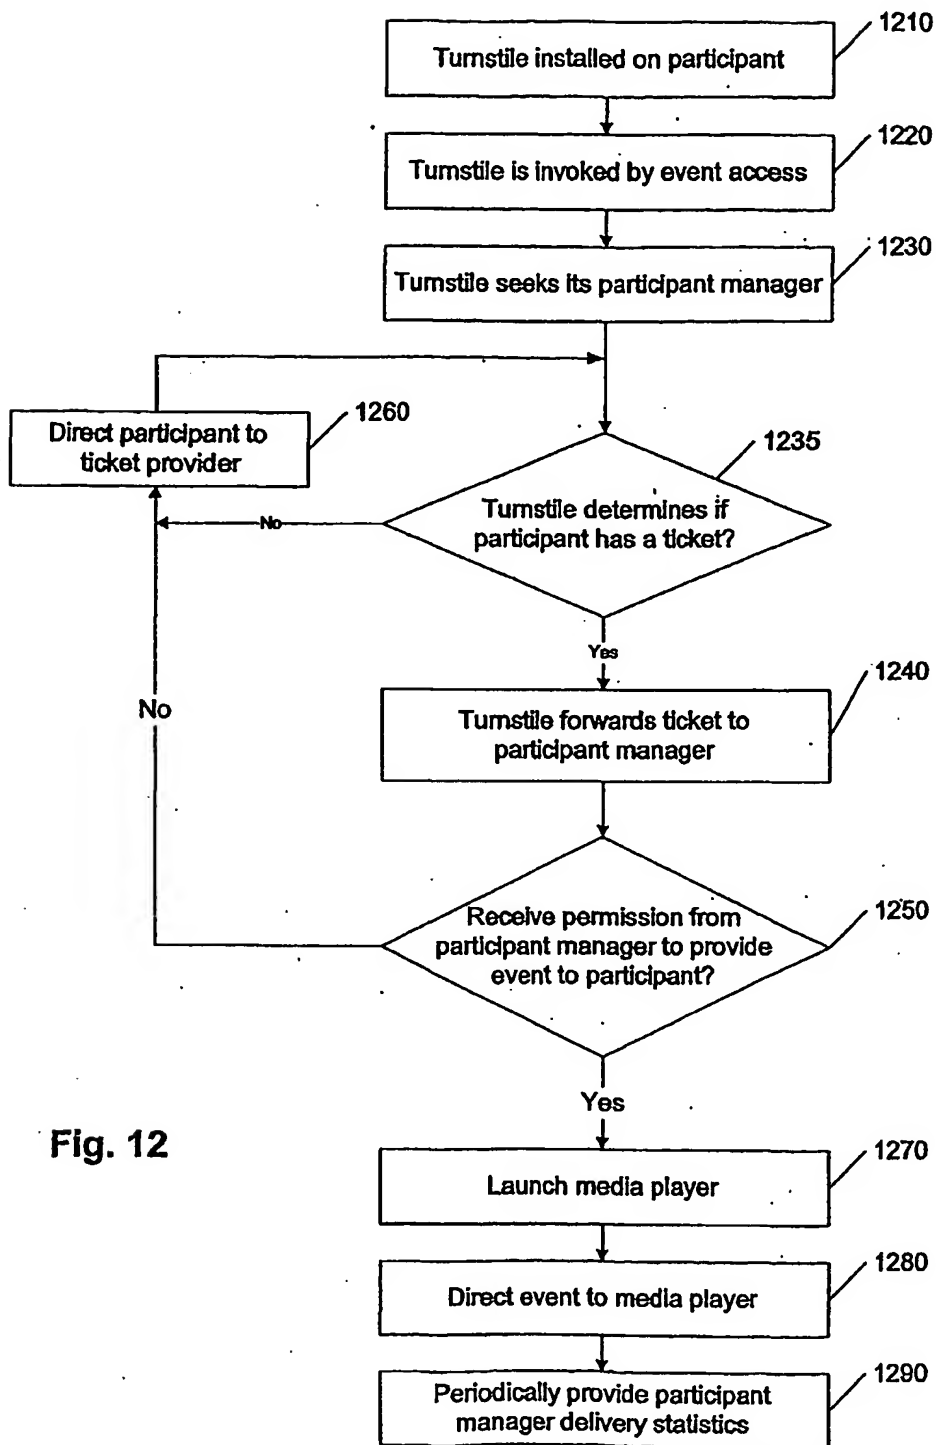 1210
Turnstile installed on participant
1220
Turnstile is invoked by event access
1230
Turnstile seeks its participant manager
1260
Direct participant to
ticket provider
1235
Turnstile determines if
participant has a ticket?
No
Yes
1240
Turnstile forwards ticket to
participant manager
No
1250
Receive permission from
participant manager to provide
event to participant?
Yes
Fig. 12
1270
Launch media player
1280
Direct event to media player
1290
Periodically provide participant
manager delivery statistics